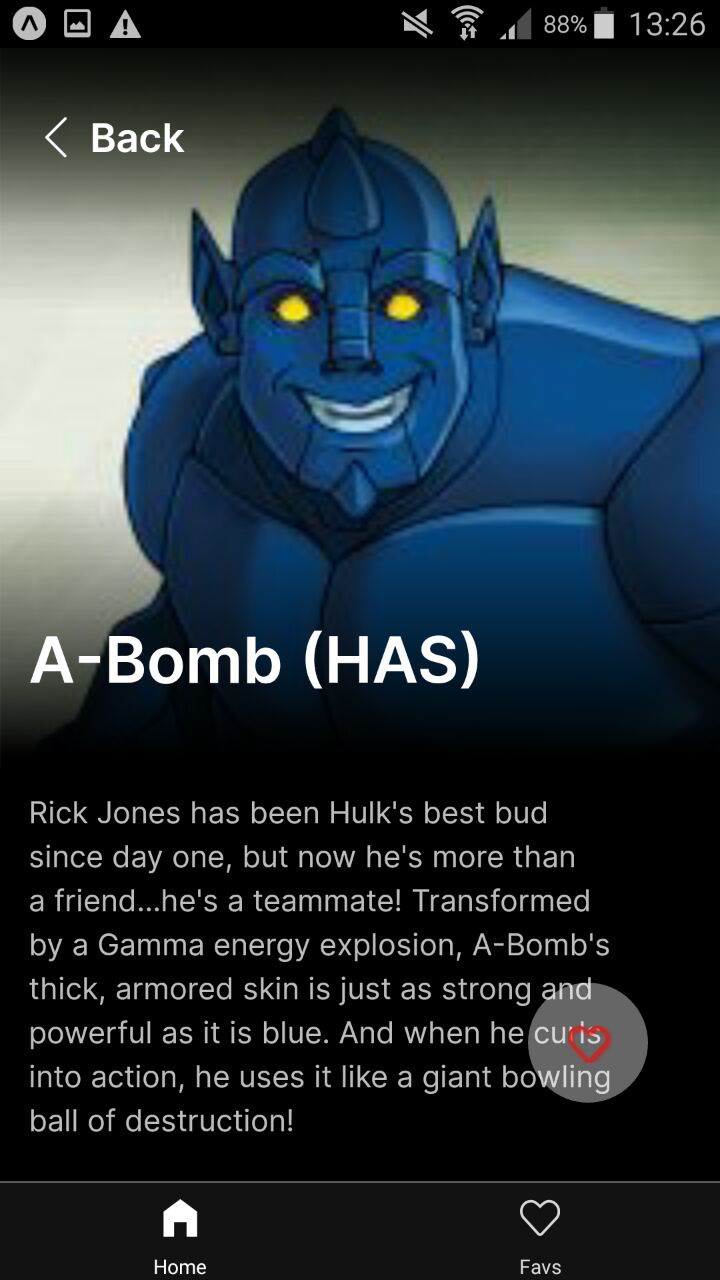 88% 13:26
Back
A-Bomb (HAS)
Rick Jones has been Hulk's best bud
since day one, but now he's more than
a friend...he's a teammate! Transformed
by a Gamma energy explosion, A-Bomb's
thick, armored skin is just as strong and
powerful as it is blue. And when he curls
into action, he uses it like a giant bowling
ball of destruction!
Home Favs